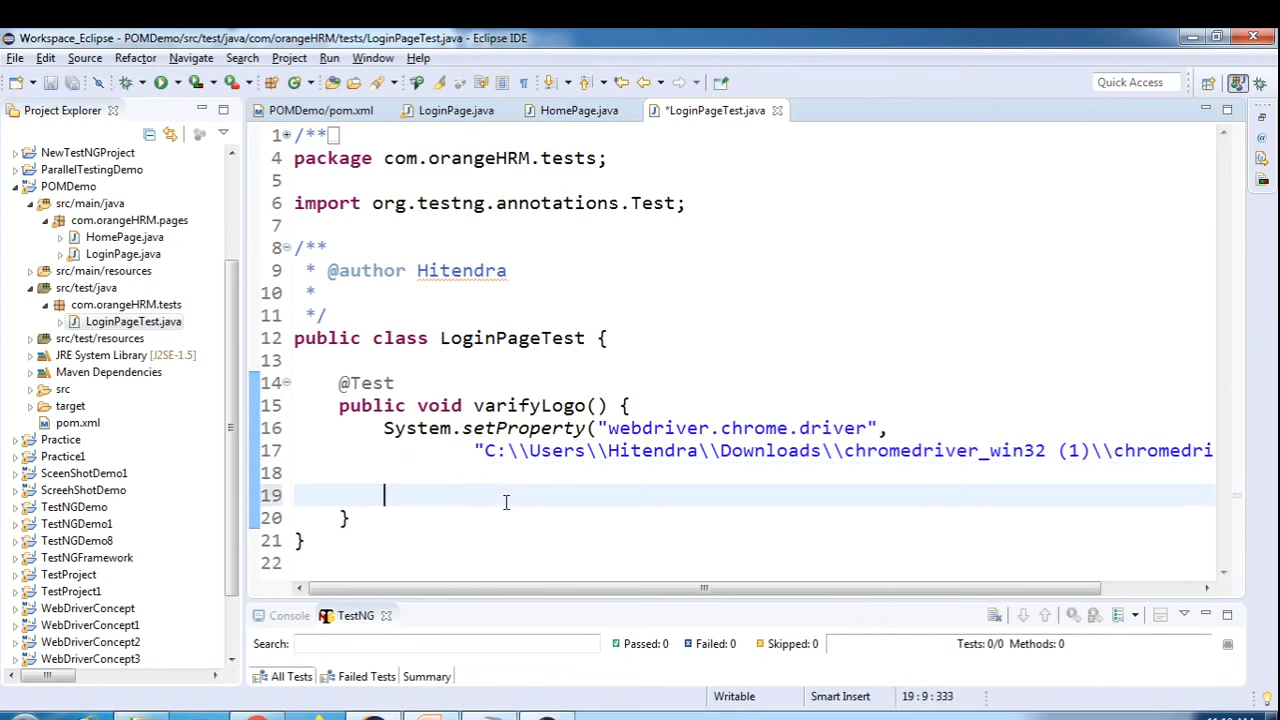 Workspace_Eclipse - POMDemo/src/test/java/com/orangeHRM/tests/LoginPageTest.java - Eclipse IDE
File Edit Source Refactor Navigate Search Project Run Window Help
Quick Access
Project Explorer
POMDemo/pom.xml LoginPage.java HomePage.java *LoginPageTest.java
NewTestNGProject
ParallelTestingDemo
POMDemo
src/main/java
com.orangeHRM.pages
HomePage.java
LoginPage.java
src/main/resources
src/test/java
com.orangeHRM.tests
LoginPageTest.java
src/test/resources
JRE System Library [J2SE-1.5]
Maven Dependencies
src
target
pom.xml
Practice
Practice1
SceenShotDemo1
ScreehShotDemo
TestNGDemo
TestNGDemo1
TestNGDemo8
TestNGFramework
TestProject
TestProject1
WebDriverConcept
WebDriverConcept1
WebDriverConcept2
WebDriverConcept3
1 /**
4 package com.orangeHRM.tests;
5
6 import org.testng.annotations.Test;
7
8 /**
9 * @author Hitendra
10 *
11 */
12 public class LoginPageTest {
13
14 @Test
15 public void varifyLogo() {
16 System.setProperty("webdriver.chrome.driver",
17 "C:\\Users\\Hitendra\\Downloads\\chromedriver_win32 (1)\\chromedri
18
19
20 }
21 }
22
Console TestNG
Search: Passed: 0 Failed: 0 Skipped: 0 Tests: 0/0 Methods: 0
All Tests Failed Tests Summary
Writable Smart Insert 19 : 9 : 333